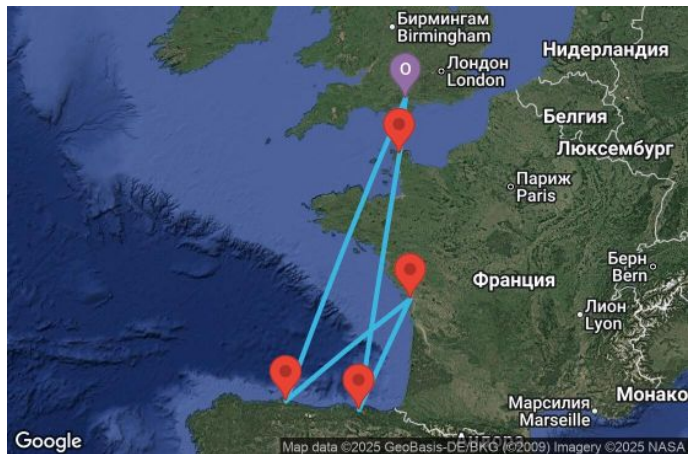 Бирмингам
Birmingham
Нидерландия
Лондон
London
O
Белгия
Люксембург
Париж
Paris
Берн
Bern
Франция
Лион
Lyon
Монако
Марсилия
Marseille
Андора
Google
Map data ©2025 GeoBasis-DE/BKG (©2009) Imagery ©2025 NASA